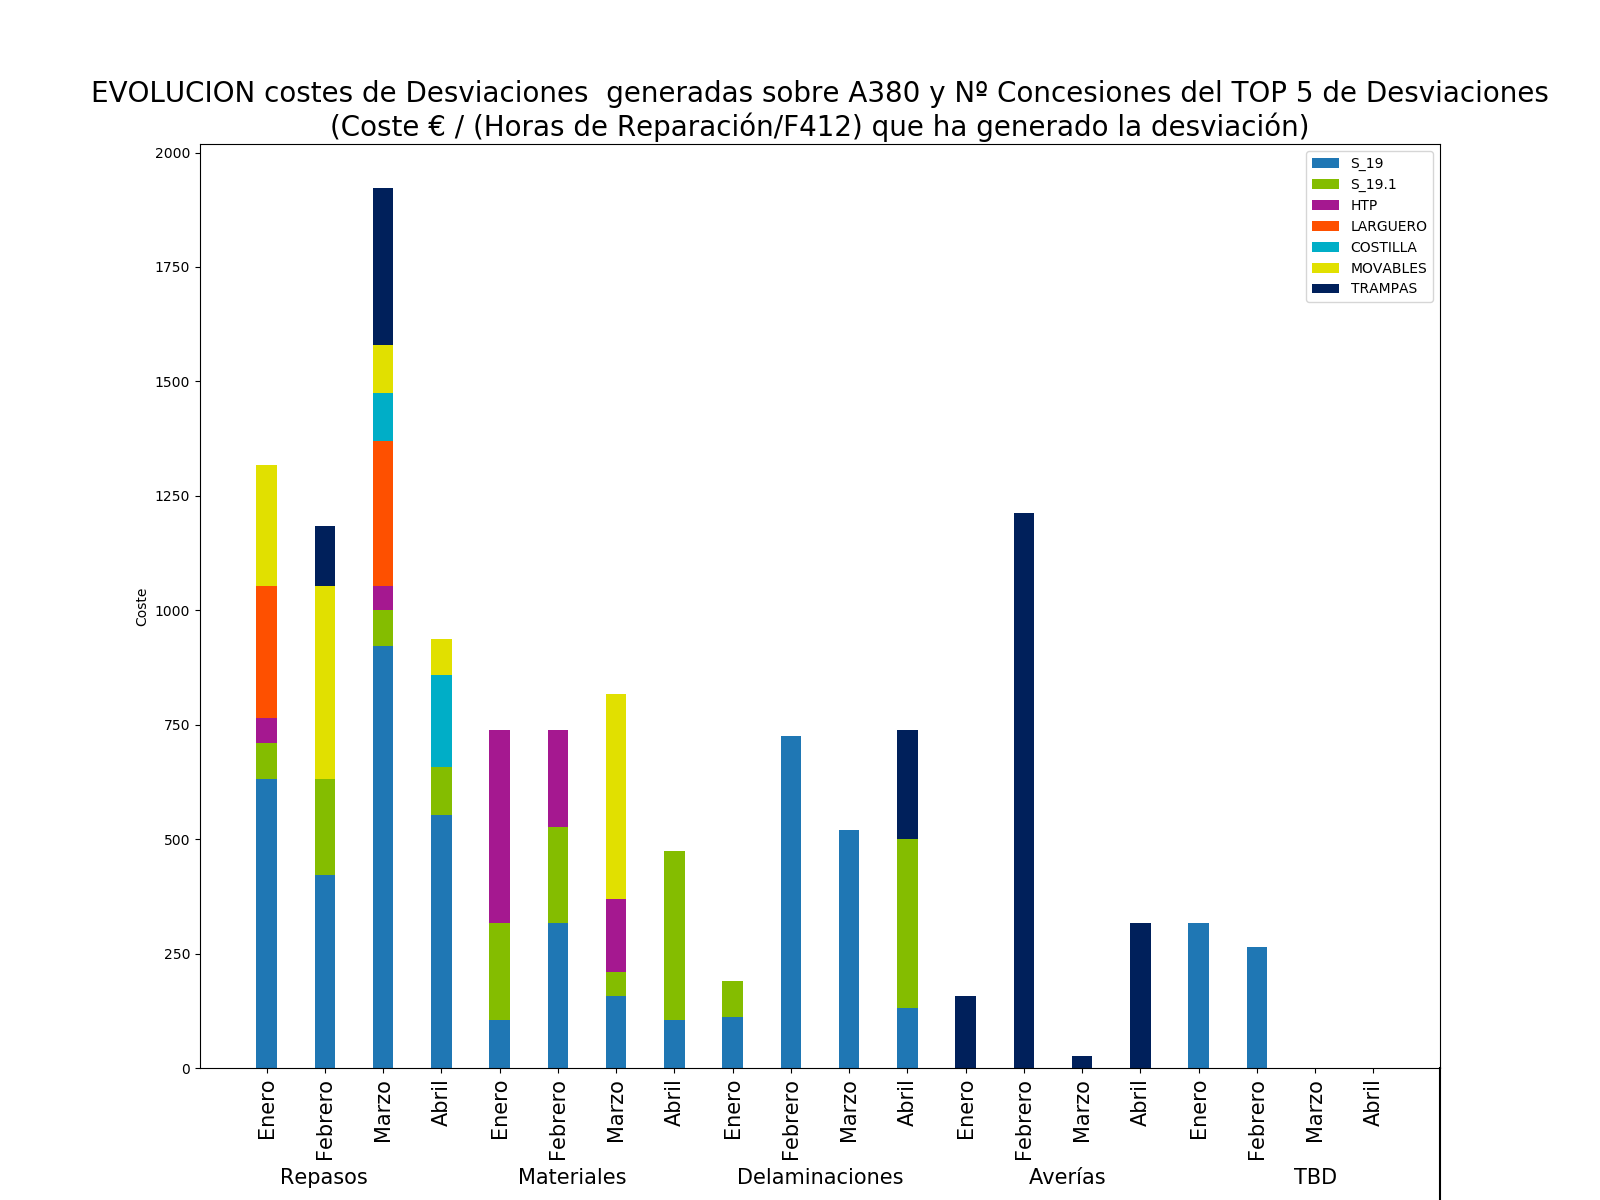 EVOLUCION costes de Desviaciones  generadas sobre A380 y Nº Concesiones del TOP 5 de Desviaciones
(Coste € / (Horas de Reparación/F412) que ha generado la desviación)
S_19
S_19.1
HTP
LARGUERO
COSTILLA
MOVABLES
TRAMPAS
Coste
2000
1750
1500
1250
1000
750
500
250
0
Enero Febrero Marzo Abril Enero Febrero Marzo Abril Enero Febrero Marzo Abril Enero Febrero Marzo Abril Enero Febrero Marzo Abril
Repasos Materiales Delaminaciones Averías TBD